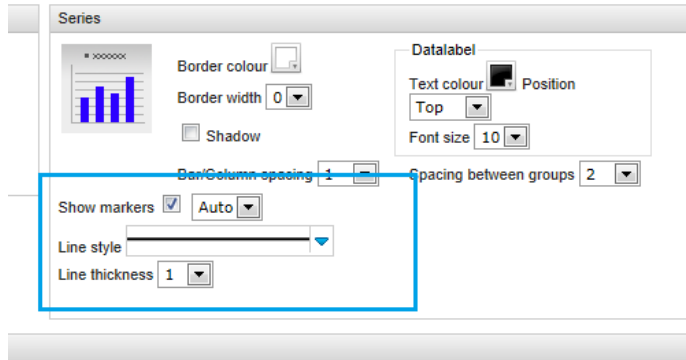 Series
xxxxxx
Border colour
Border width 0
Shadow
Datalabel
Text colour Position
Top
Font size 10
Bar/Column spacing 1 Spacing between groups 2
Show markers Auto
Line style
Line thickness 1